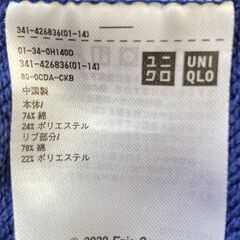 341-426836(01-14)
01-34-0H140D
341-426836(01-14)
80-0CDA-CKB
中国製
本体/
76% 綿
24% ポリエステル
リブ部分/
78% 綿
22% ポリエステル
ユニ
クロ
UNI
QLO